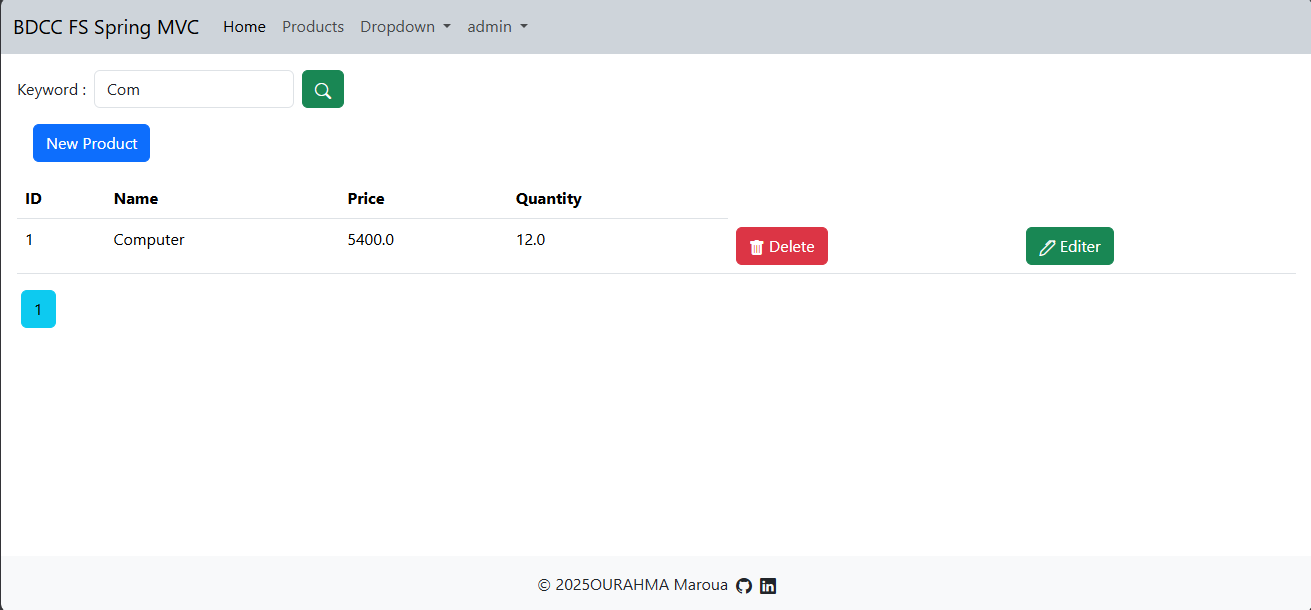 BDCC FS Spring MVC Home Products Dropdown admin
Keyword : Com
New Product
ID Name Price Quantity
1 Computer 5400.0 12.0 Delete Editer
1
© 2025OURAHMA Maroua